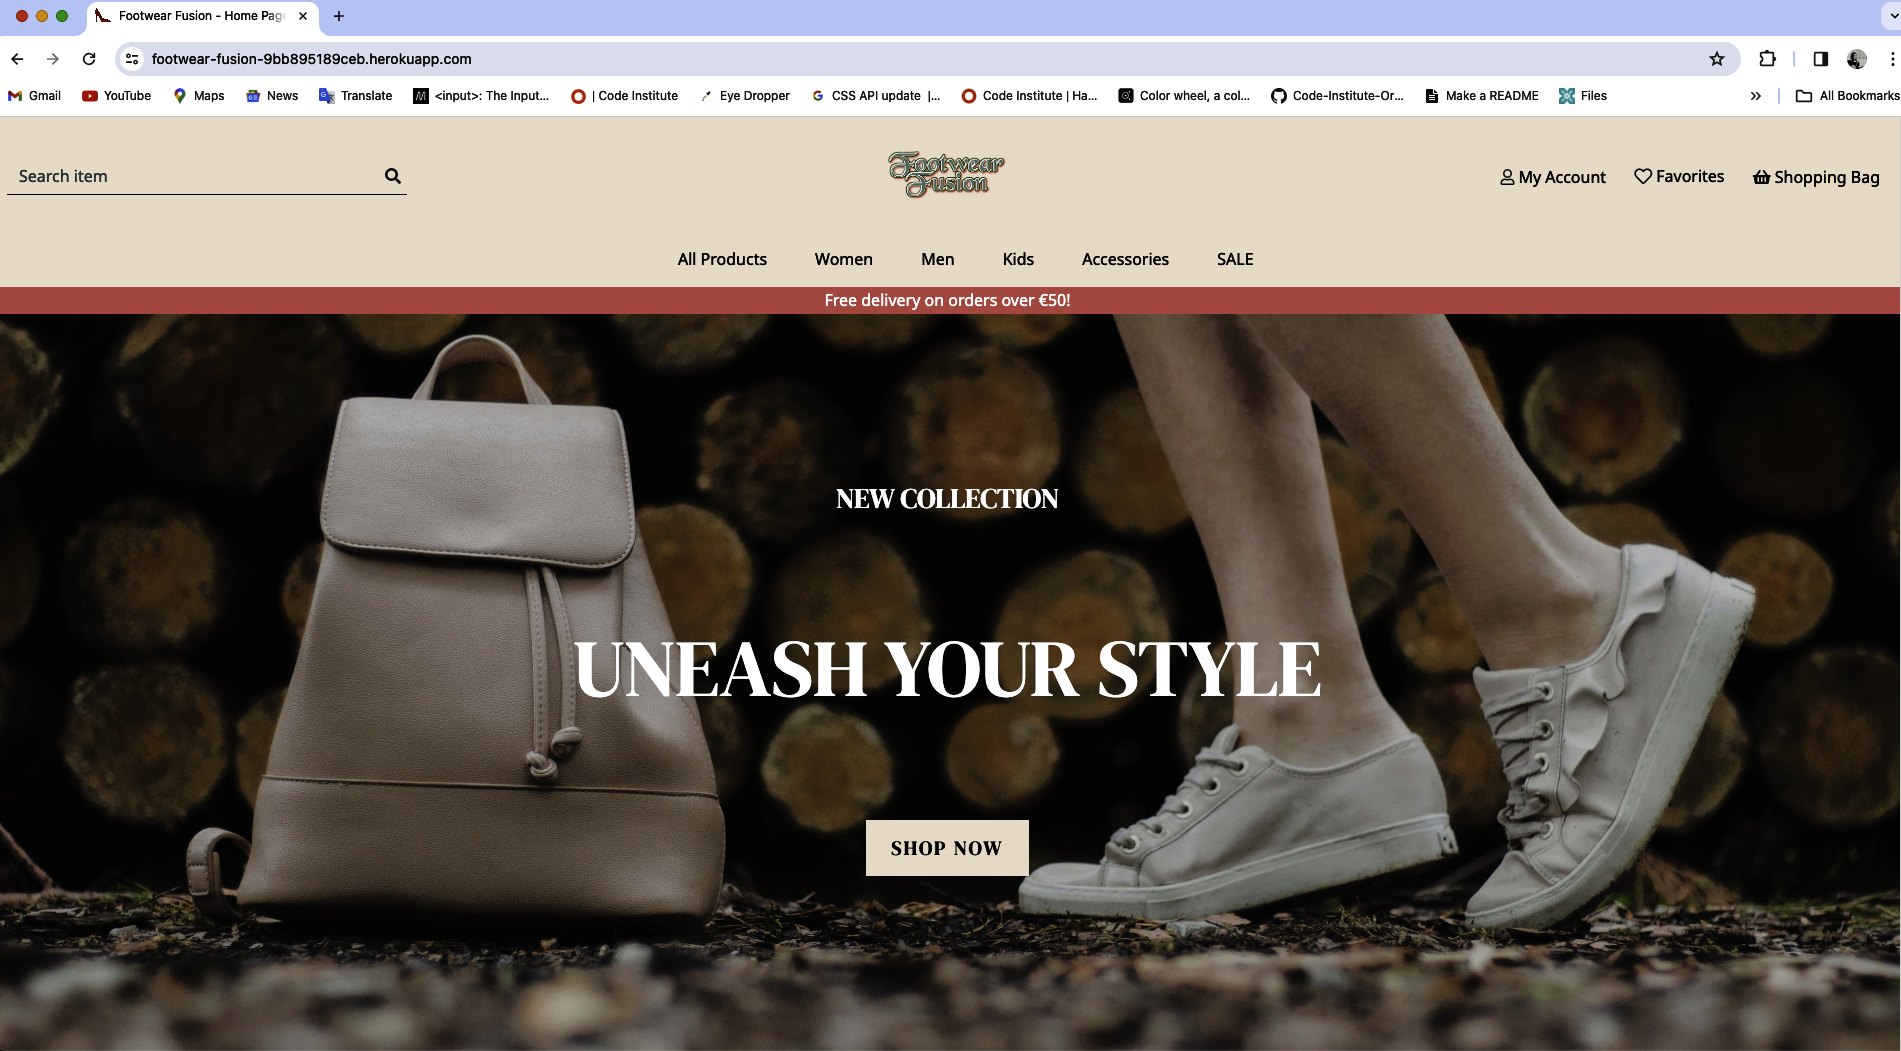 Footwear Fusion - Home Pag
footwear-fusion-9bb895189ceb.herokuapp.com
Gmail
YouTube
Maps
News
Translate
<input>: The Input...
| Code Institute
Eye Dropper
CSS API update |...
Code Institute | Ha...
Color wheel, a col...
Code-Institute-Or...
Make a README
Files
All Bookmarks
Search item
Footwear
Fusion
My Account
Favorites
Shopping Bag
All Products
Women
Men
Kids
Accessories
SALE
Free delivery on orders over €50!
NEW COLLECTION
UNEASH YOUR STYLE
SHOP NOW